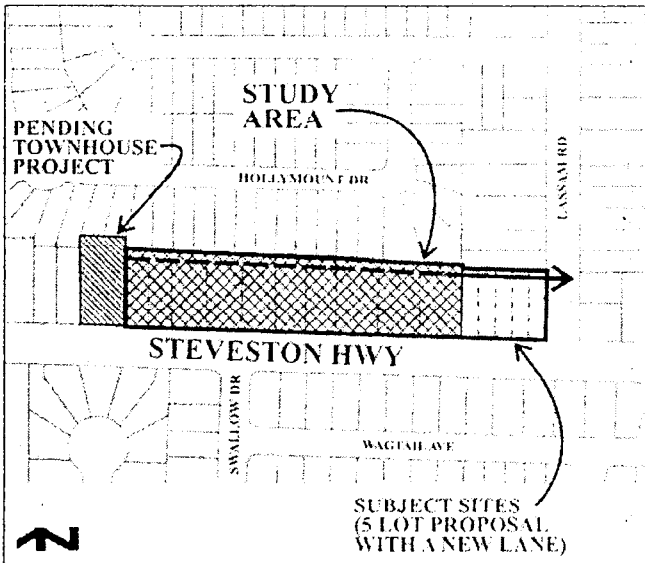 STUDY
AREA
PENDING
TOWNHOUSE
PROJECT
HOLLYMOUNT DR
LASSAM RD
STEVESTON HWY
SWALLOW DR
WAGTAIL AVE
SUBJECT SITES
(5 LOT PROPOSAL
WITH A NEW LANE)
N